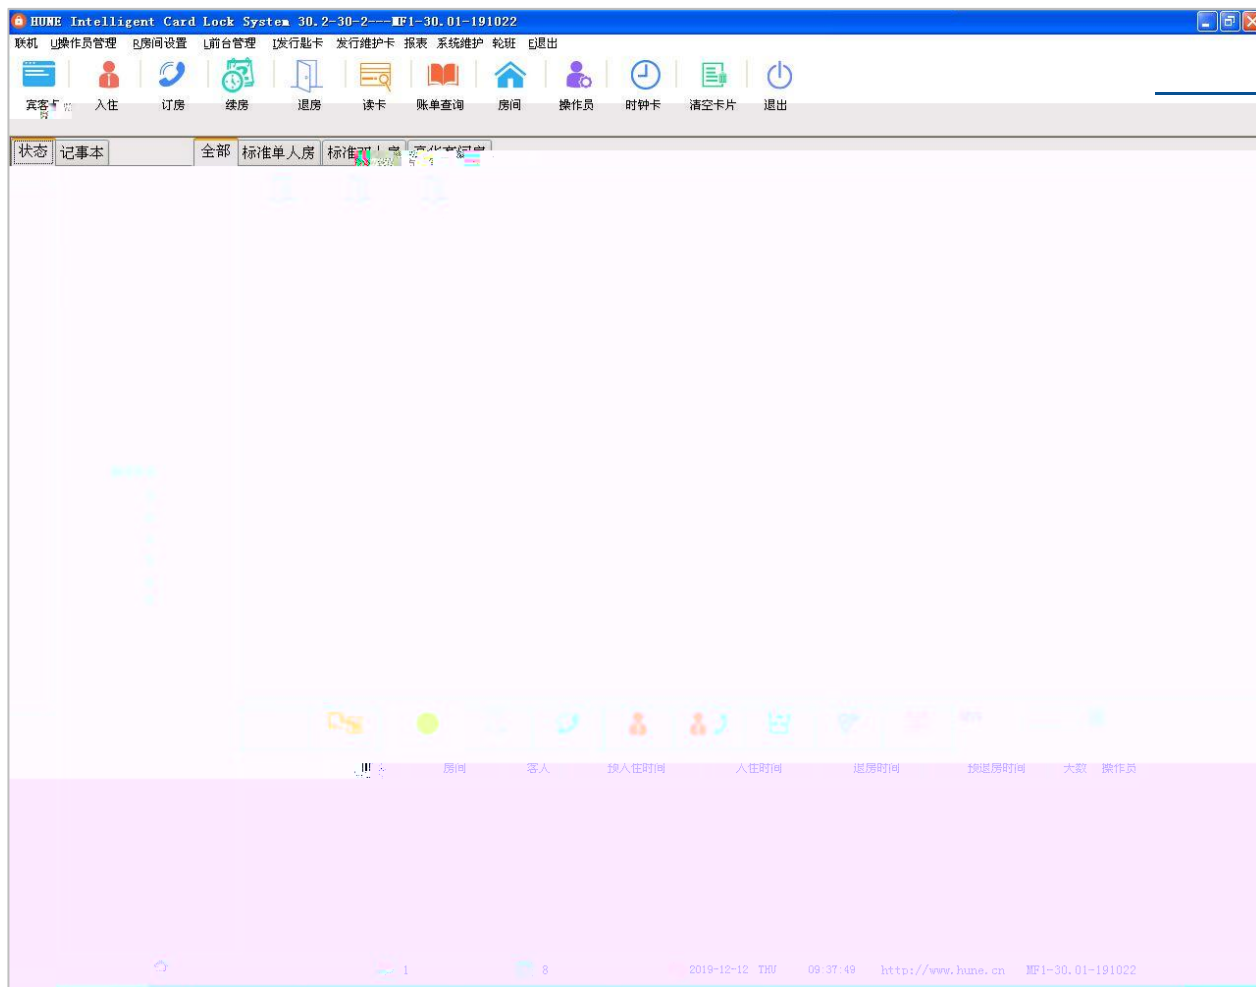 HUNE Intelligent Card Lock System 30.2-30-2---MF1-30.01-191022
联机 U操作员管理 R房间设置 L前台管理 I发行匙卡 发行维护卡 报表 系统维护 轮班 E退出
宾客卡 入住 订房 续房 退房 读卡 账单查询 房间 操作员 时钟卡 清空卡片 退出
状态 记事本 全部 标准单人房 标准
房间 客人 预入住时间 入住时间 退房时间 预退房时间 天数 操作员
1 8 2019-12-12 THU 09:37:49 http://www.hune.cn MF1-30.01-191022